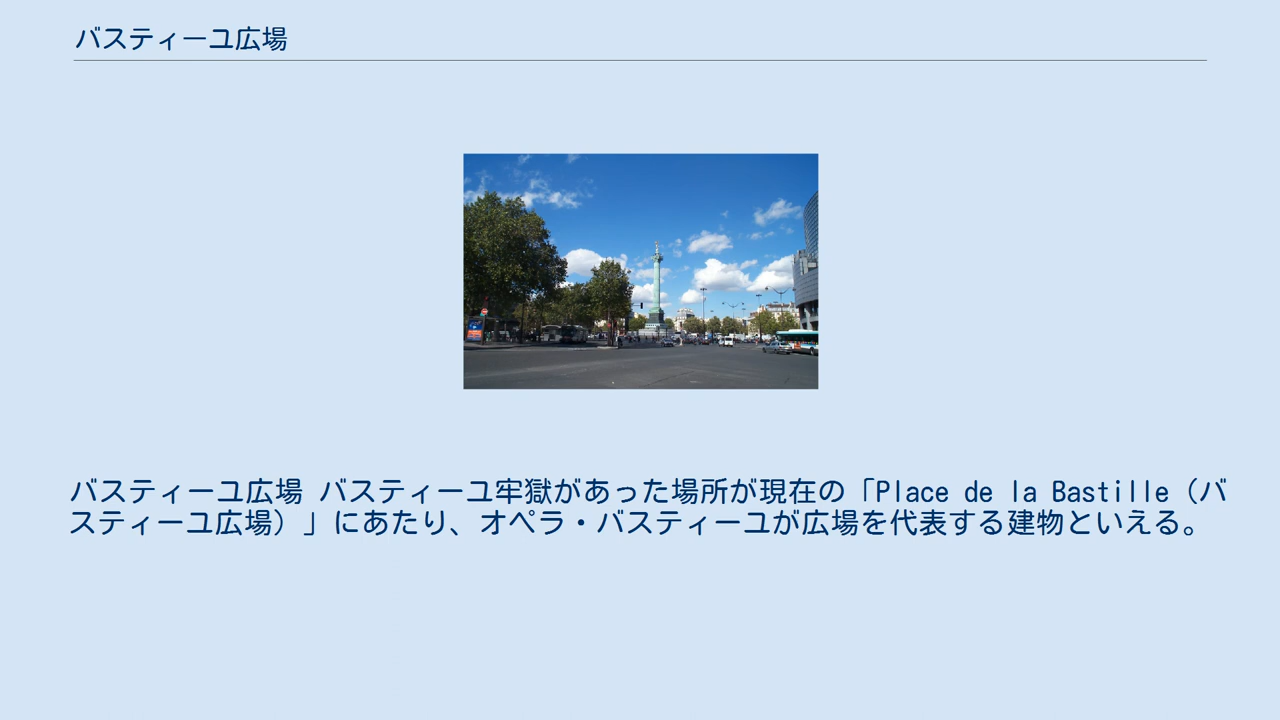 バスティーユ広場
バスティーユ広場 バスティーユ牢獄があった場所が現在の「Place de la Bastille（バ
スティーユ広場）」にあたり、オペラ・バスティーユが広場を代表する建物といえる。